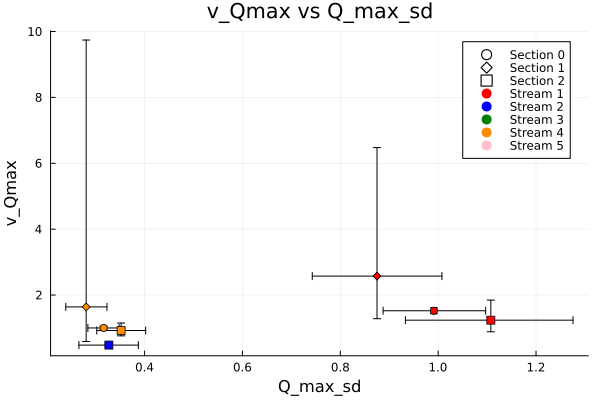 v_Qmax vs Q_max_sd
10
8
6
4
2
v_Qmax
Section 0
Section 1
Section 2
Stream 1
Stream 2
Stream 3
Stream 4
Stream 5
0.4
0.6
0.8
1.0
1.2
Q_max_sd